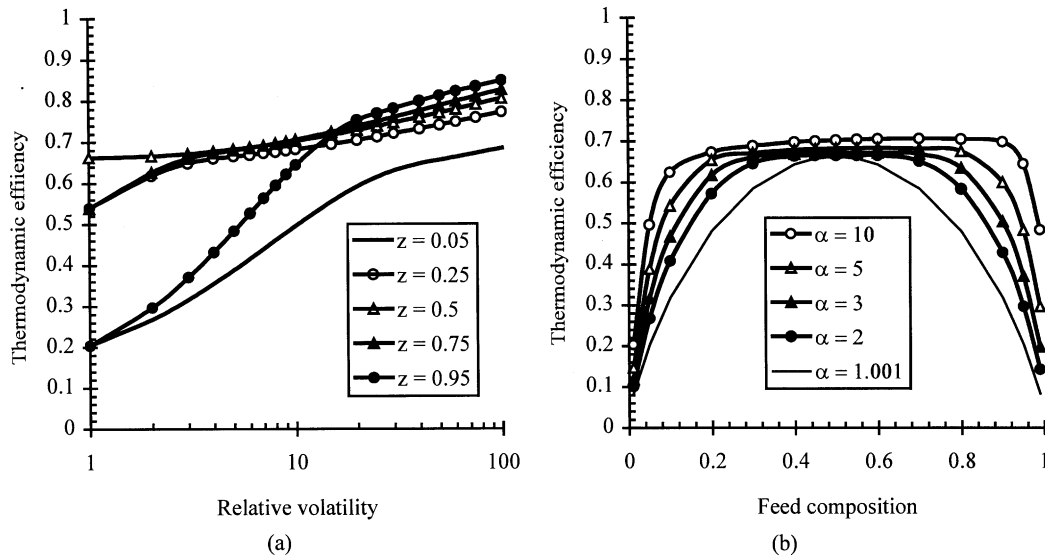 1
0.9
0.8
0.7
0.6
0.5
0.4
0.3
0.2
0.1
0
Thermodynamic effiiency
1
10
100
Relative volatility
(a)
z = 0.05
z = 0.25
z = 0.5
z = 0.75
z = 0.95
1
0.9
0.8
0.7
0.6
0.5
0.4
0.3
0.2
0.1
0
Thermodynamic efficiency
0
0.2
0.4
0.6
0.8
1
Feed composition
(b)
α = 10
α = 5
α = 3
α = 2
α = 1.001